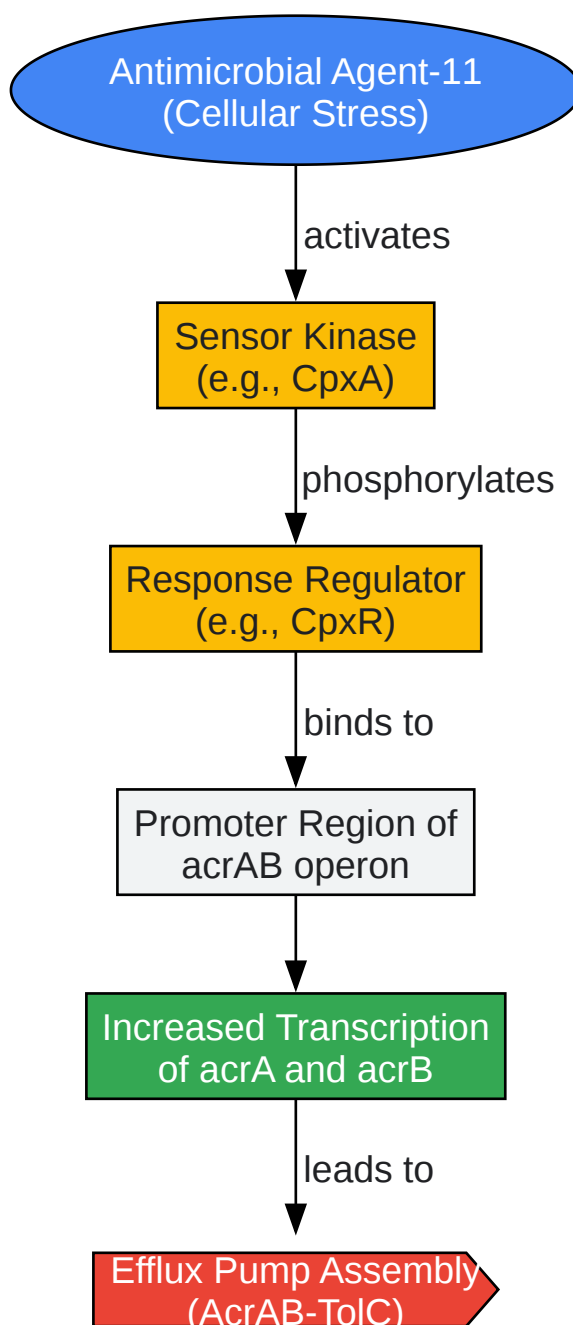 Antimicrobial Agent-11
(Cellular Stress)
activates
Sensor Kinase
(e.g., CpxA)
phosphorylates
Response Regulator
(e.g., CpxR)
binds to
Promoter Region of
acrAB operon
Increased Transcription
of acrA and acrB
leads to
Efflux Pump Assembly
(AcrAB-TolC)